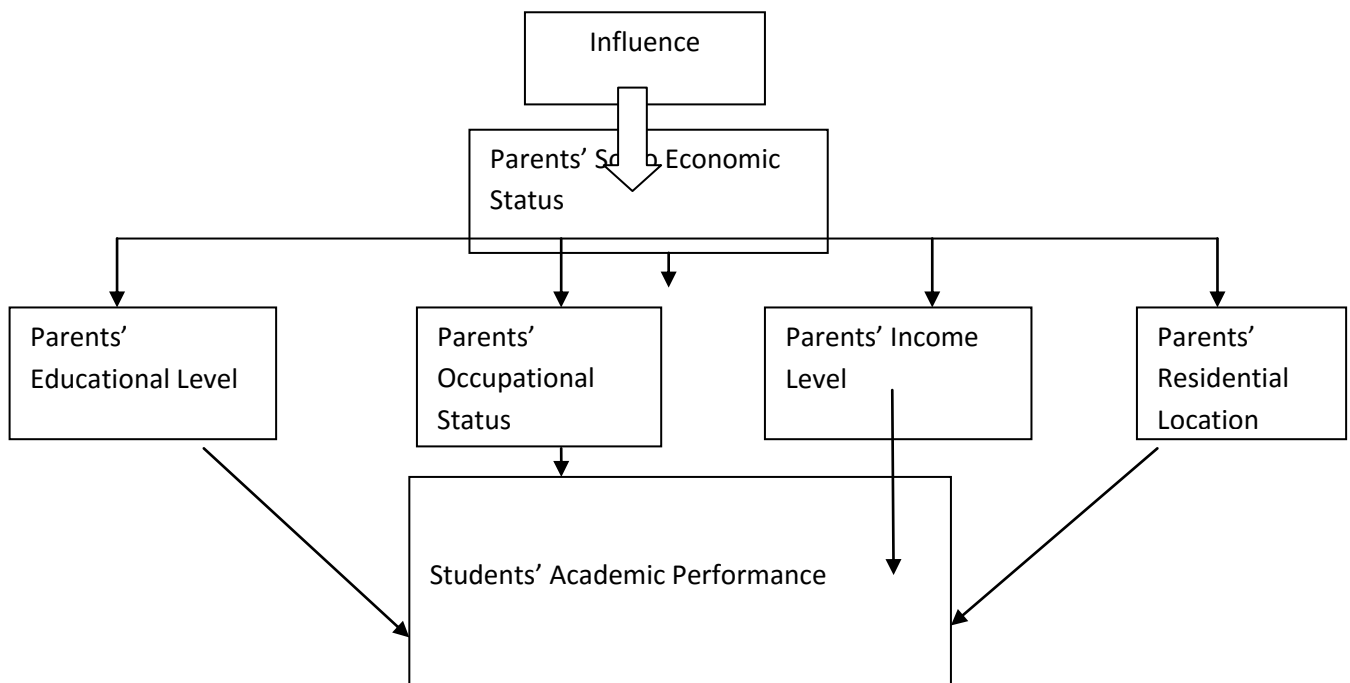 Influence
Parents’ So o Economic
Status
Parents’
Educational Level
Parents’
Occupational
Status
Parents’ Income
Level
Parents’
Residential
Location
Students’ Academic Performance